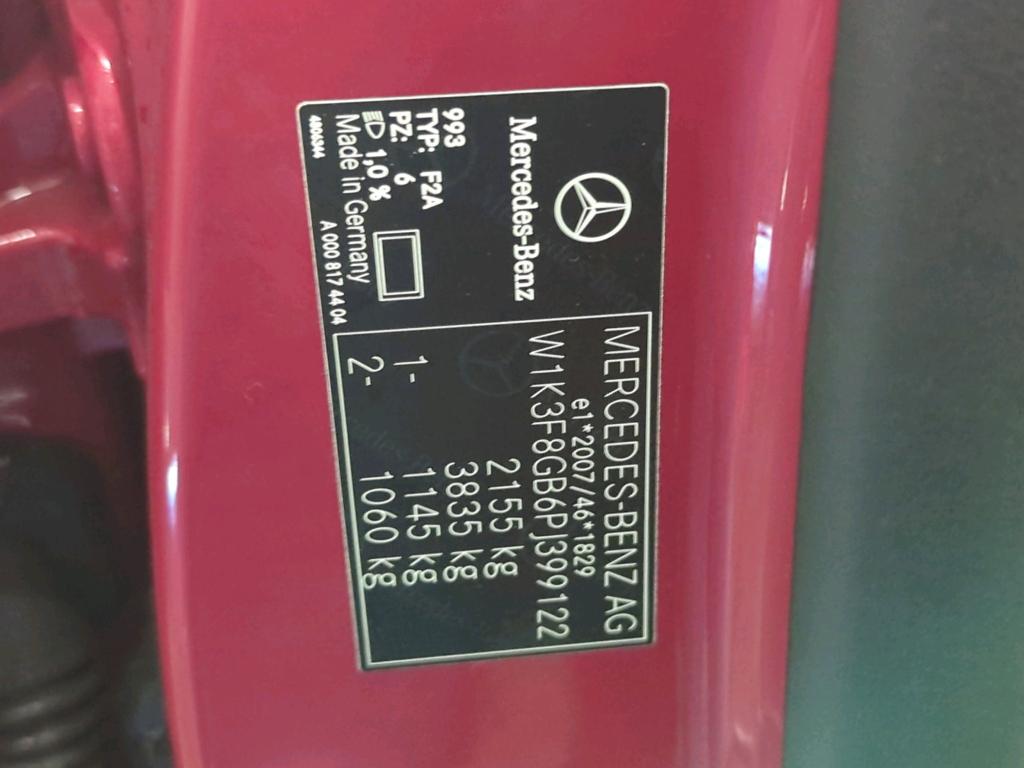 Mercedes-Benz
993
TYP: F2A
PZ: 6
1,0 %
Made in Germany
4806344
A 000 817 44 04
MERCEDES-BENZ AG
e1*2007/46*1829
W1K3F8GB6PJ399122
2155 kg
3835 kg
1- 1145 kg
2- 1060 kg